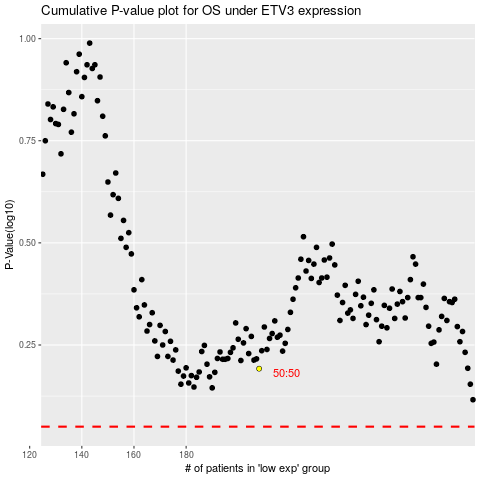 Cumulative P-value plot for OS under ETV3 expression
P-Value(log10)
1.00
0.75
0.50
0.25
50:50
120 140 160 180
# of patients in 'low exp' group